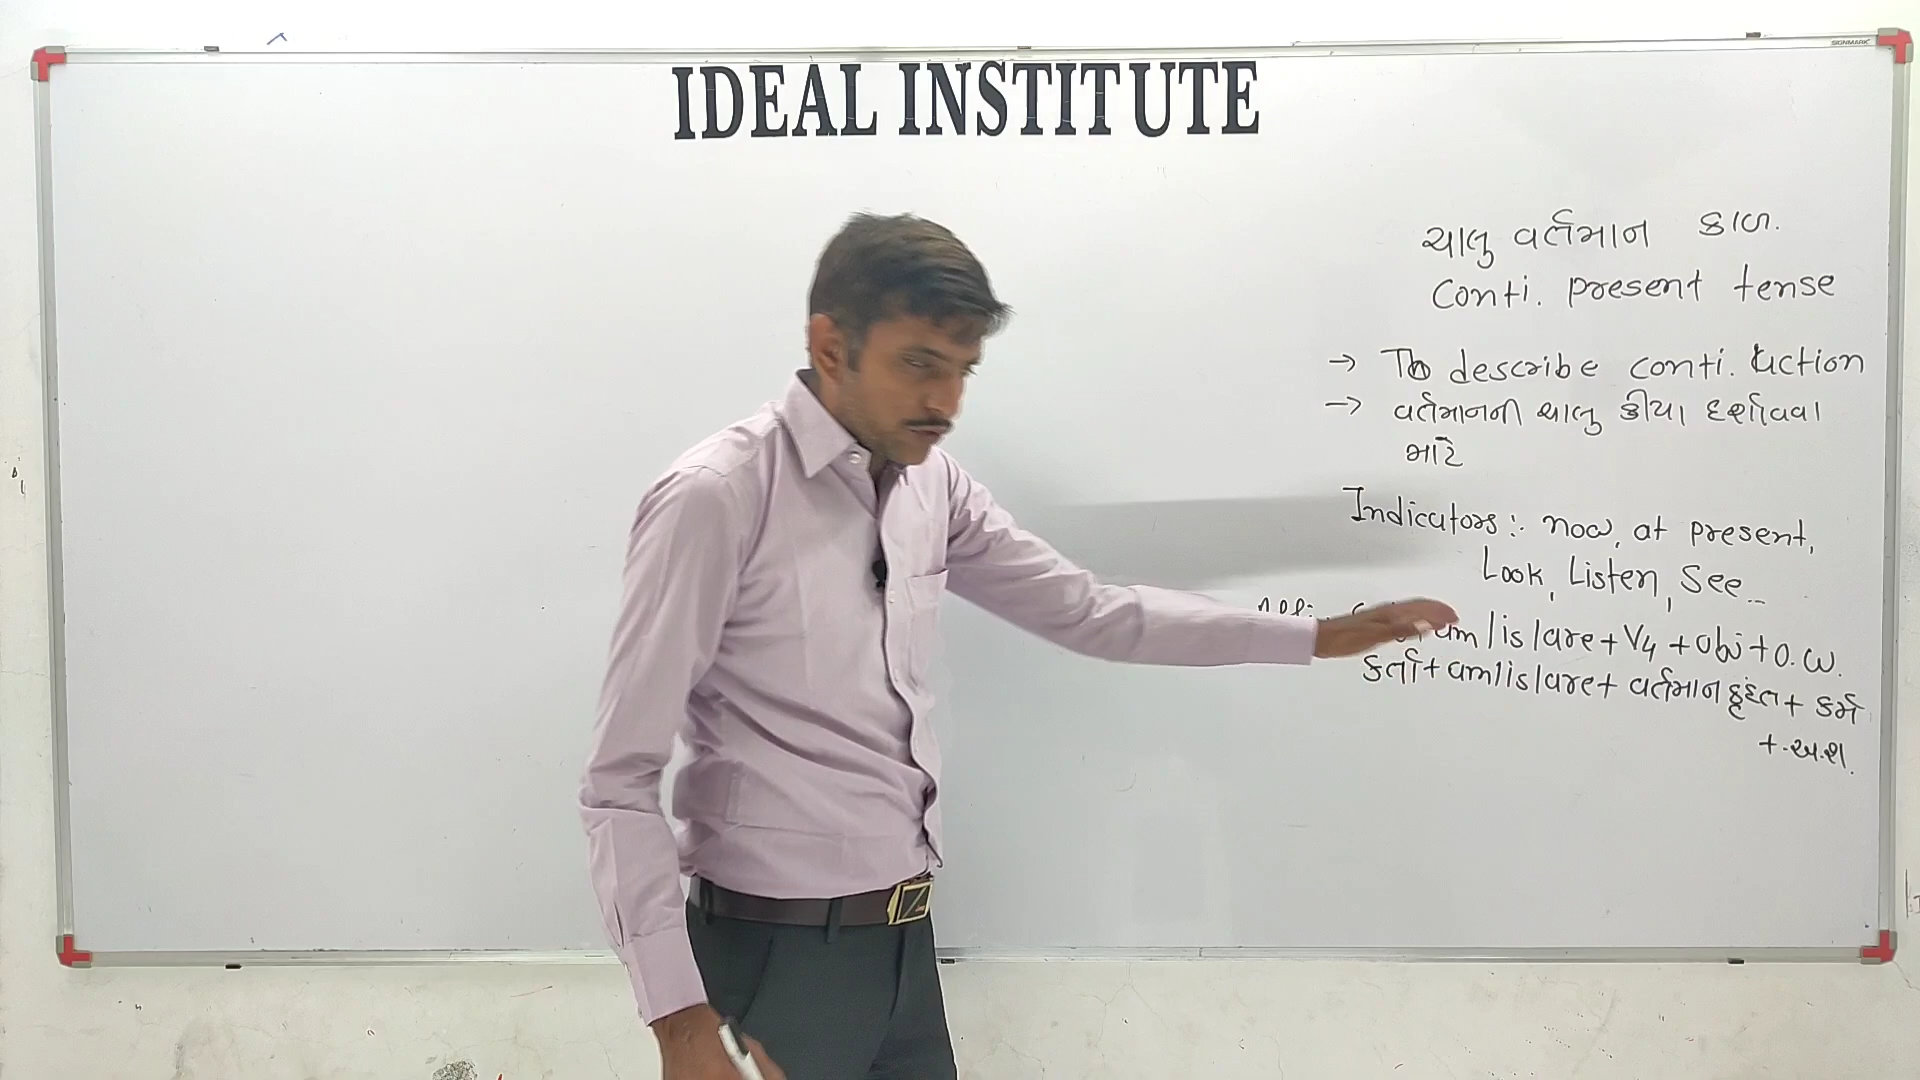 IDEAL INSTITUTE
SIGNMARK
ચાલુ વર્તમાન કાળ.
Conti. present tense
→ To describe conti. action
→ વર્તમાનની ચાલુ ક્રીયા દર્શાવવા
માટે
Indicators:. now, at present,
Look, Listen, See...
am/is/are + V4 + obj + o.w.
કર્તા + am/is/are + વર્તમાન કૃદંત + કર્મ
+ અ.શ.